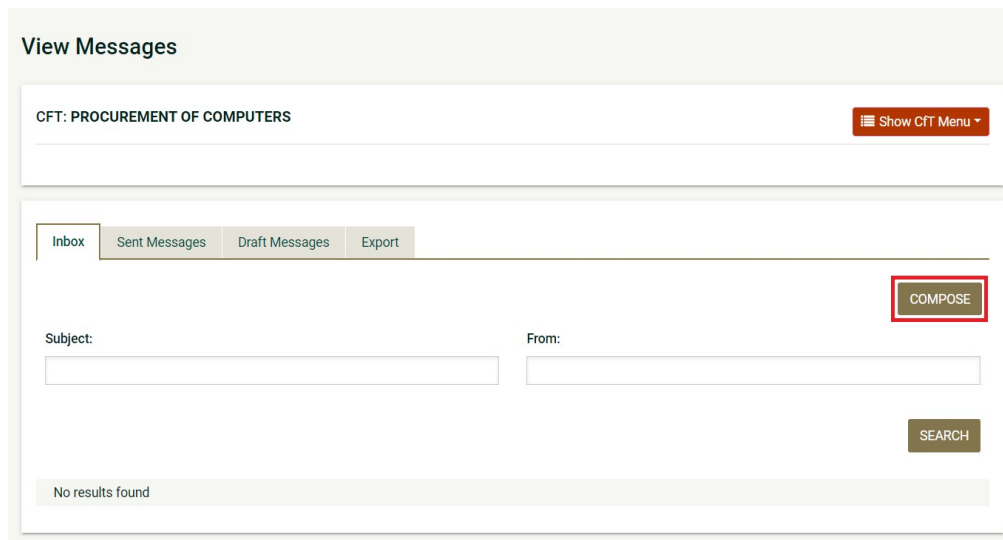 View Messages
CFT: PROCUREMENT OF COMPUTERS
Show CfT Menu
Inbox Sent Messages Draft Messages Export
COMPOSE
Subject: From:
SEARCH
No results found